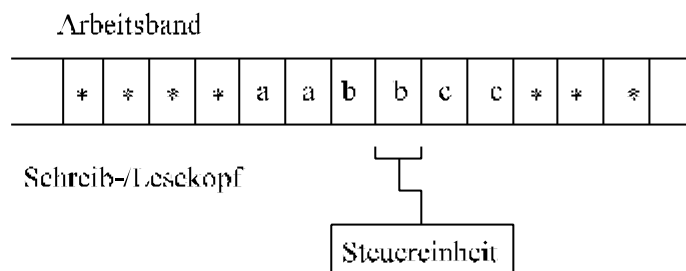 Arbeitsband
* * * * a a b b c c * * *
Schreib-/Lesekopf
Steuereinheit